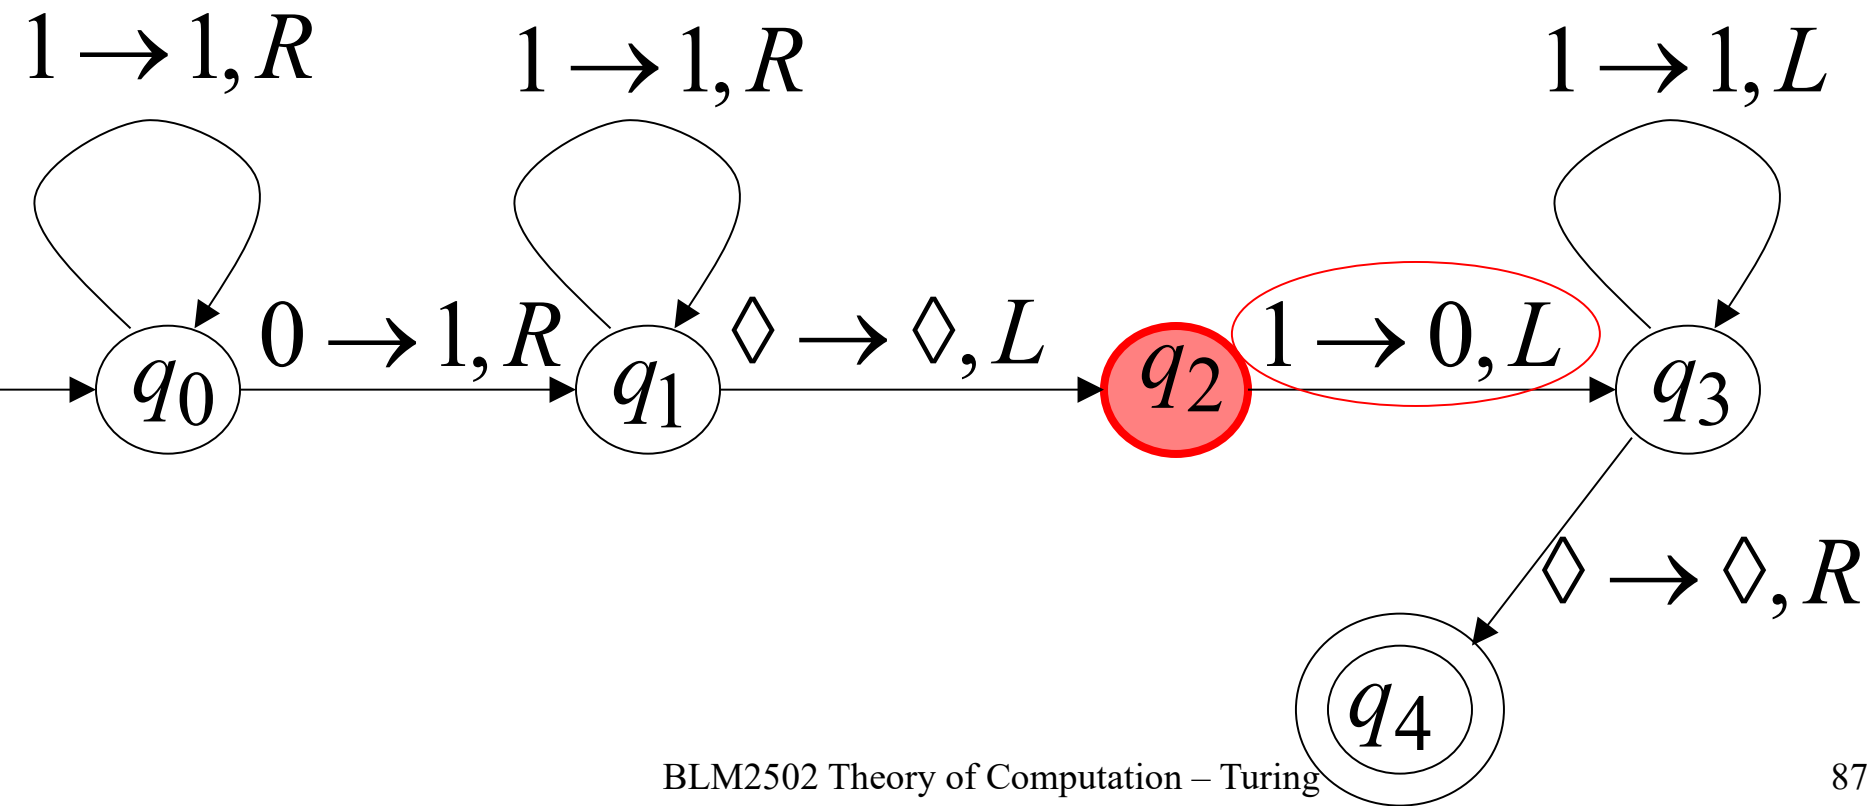 1 → 1, R
1 → 1, R
1 → 1, L
0 → 1, R
◊ → ◊, L
1 → 0, L
q0
q1
q2
q3
◊ → ◊, R
q4
BLM2502 Theory of Computation – Turing
87